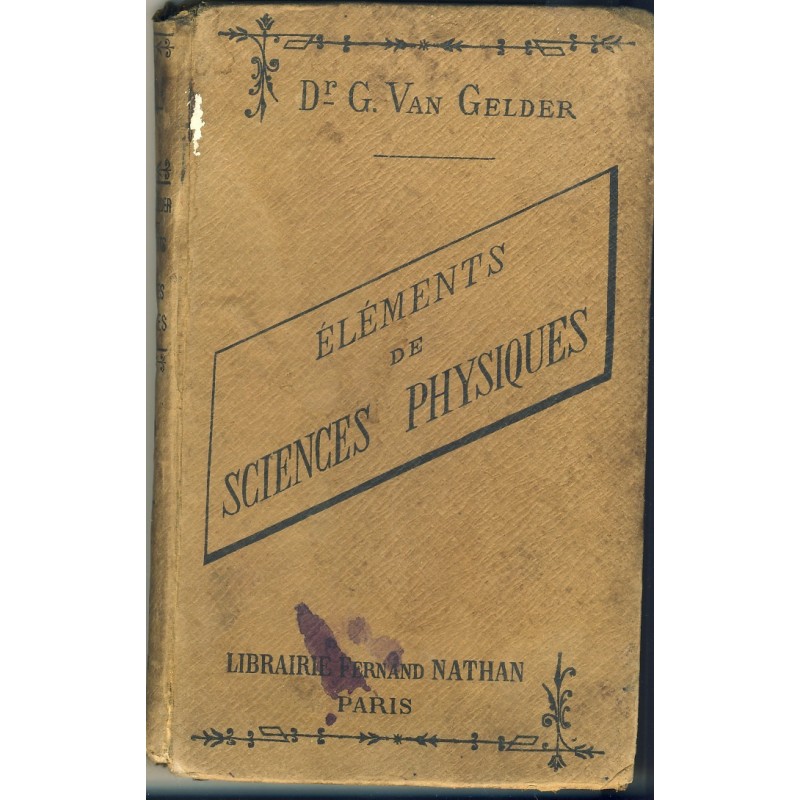 Dr G. VAN GELDER
ÉLÉMENTS
DE
SCIENCES PHYSIQUES
LIBRAIRIE FERNAND NATHAN
PARIS